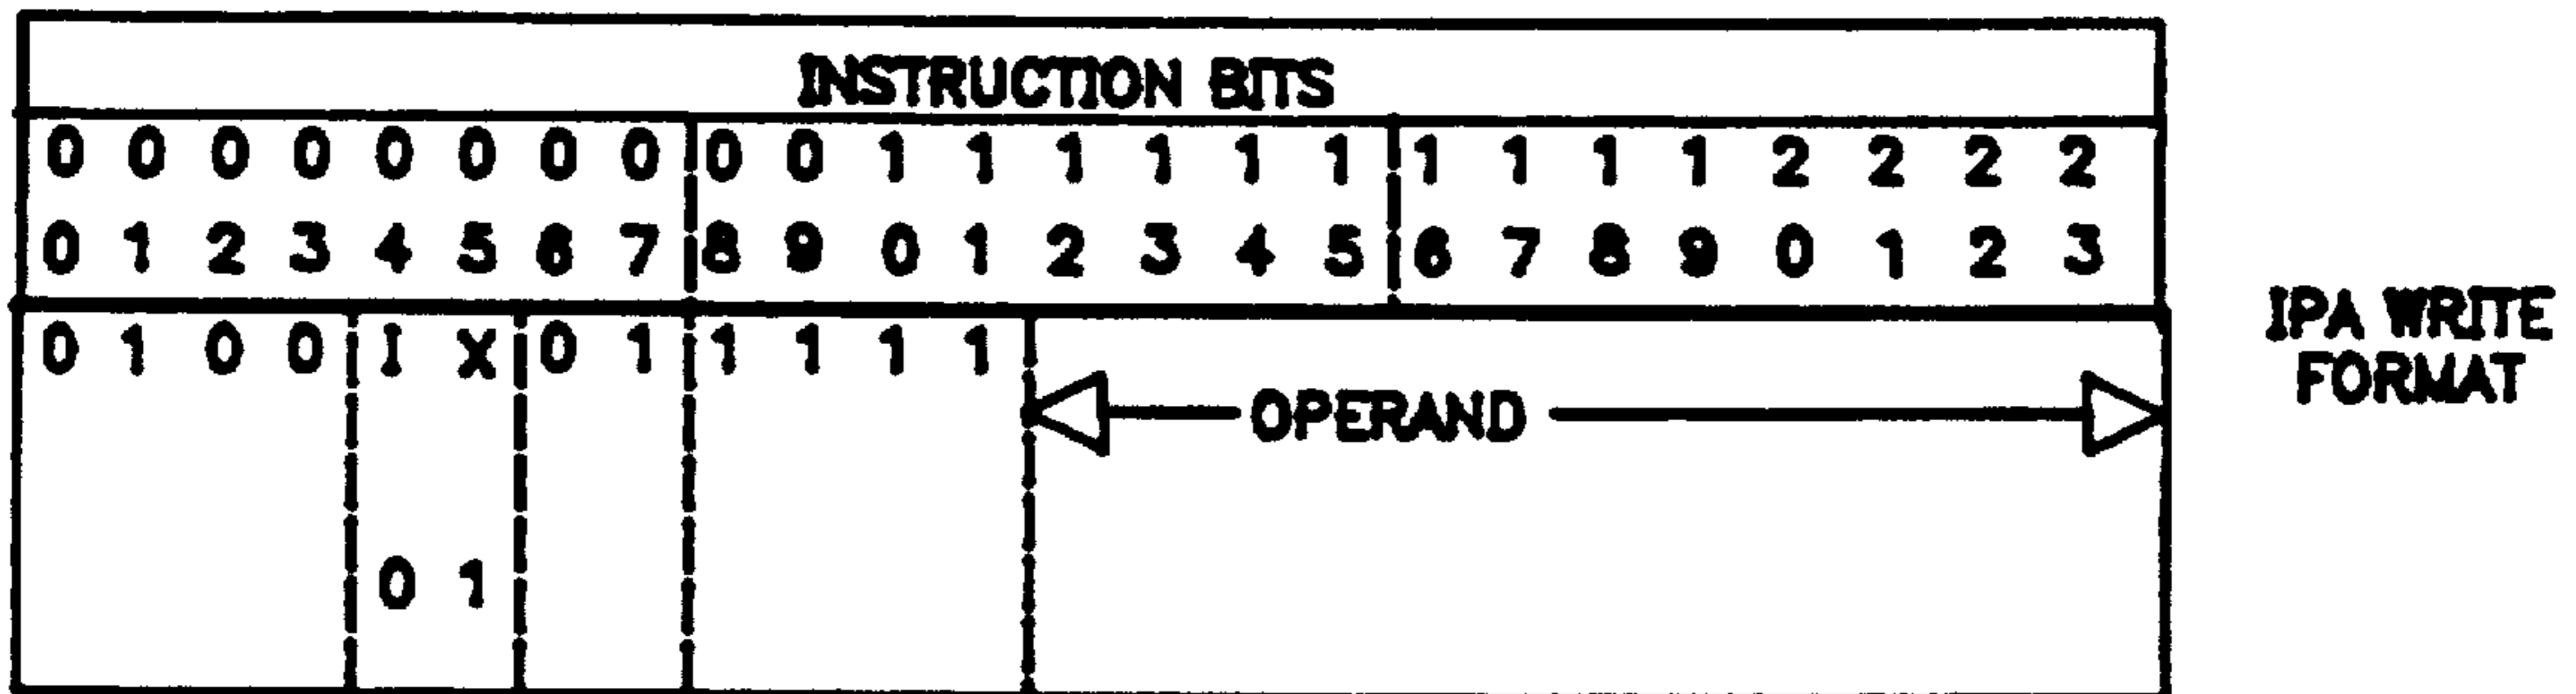 INSTRUCTION BITS
0 0 0 0 0 0 0 0 0 0 1 1 1 1 1 1 1 1 1 1 2 2 2 2
0 1 2 3 4 5 6 7 8 9 0 1 2 3 4 5 6 7 8 9 0 1 2 3
0 1 0 0 I X 0 1 1 1 1 1
OPERAND
0 1
IPA WRITE
FORMAT